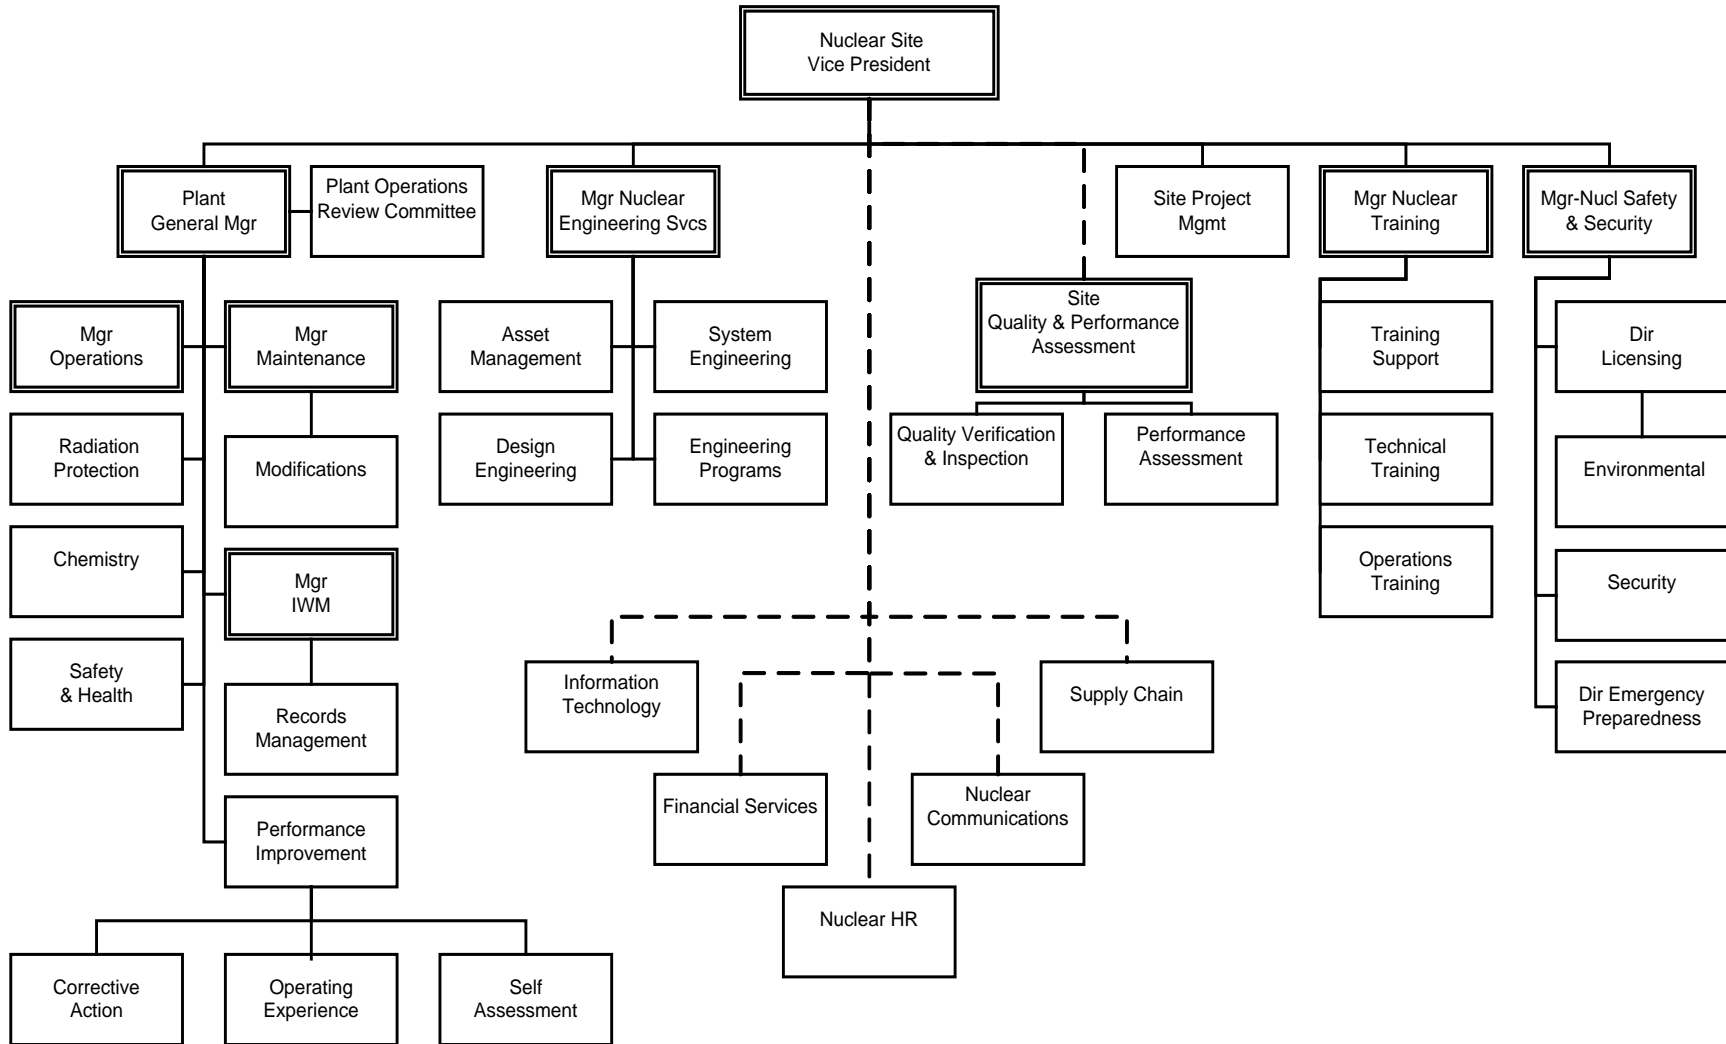 Nuclear Site
Vice President
Plant
General Mgr
Plant Operations
Review Committee
Mgr Nuclear
Engineering Svcs
Site Project
Mgmt
Mgr Nuclear
Training
Mgr-Nucl Safety
& Security
Mgr
Operations
Mgr
Maintenance
Asset
Management
System
Engineering
Site
Quality & Performance
Assessment
Training
Support
Dir
Licensing
Radiation
Protection
Modifications
Design
Engineering
Engineering
Programs
Quality Verification
& Inspection
Performance
Assessment
Technical
Training
Environmental
Chemistry
Mgr
IWM
Operations
Training
Security
Safety
& Health
Records
Management
Information
Technology
Supply Chain
Dir Emergency
Preparedness
Performance
Improvement
Financial Services
Nuclear
Communications
Nuclear HR
Corrective
Action
Operating
Experience
Self
Assessment